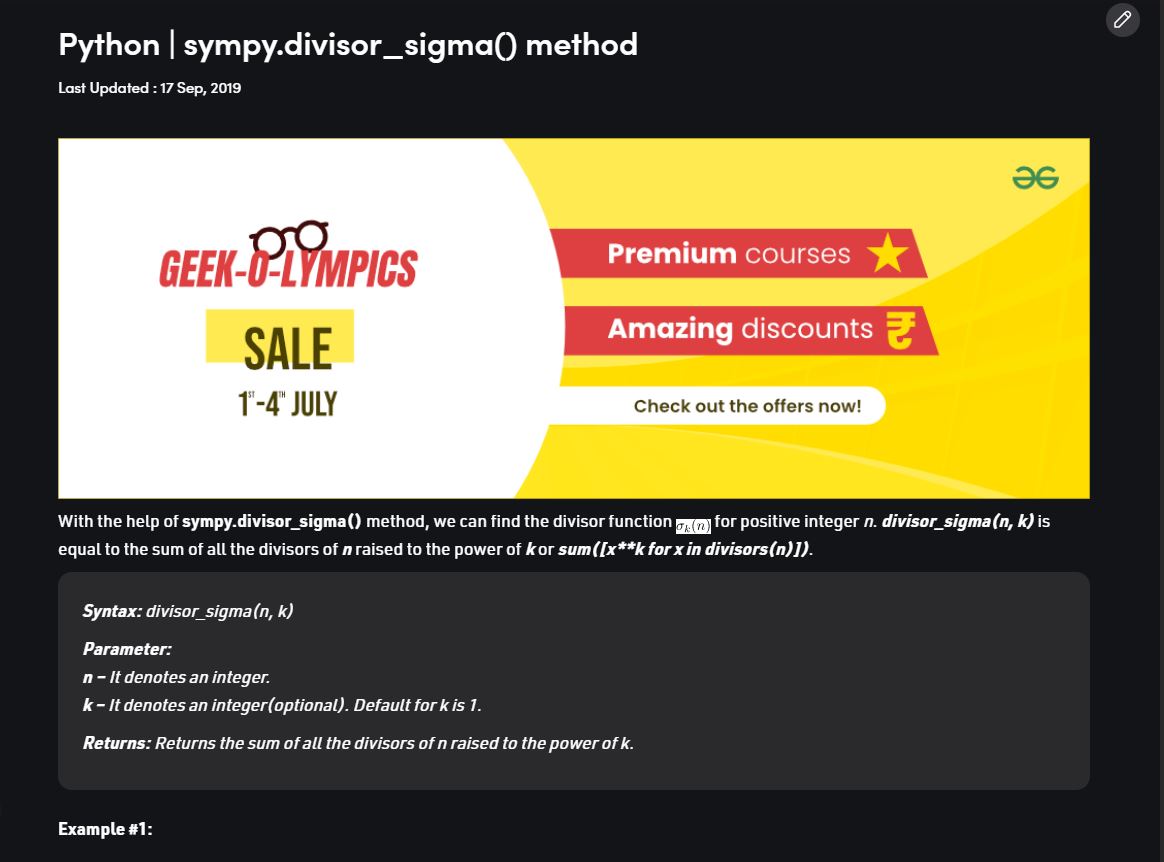 Python | sympy.divisor_sigma() method
Last Updated : 17 Sep, 2019
GEEK-O-LYMPICS
SALE
1ST-4TH JULY
Premium courses
Amazing discounts ₹
Check out the offers now!
With the help of sympy.divisor_sigma() method, we can find the divisor function σk(n) for positive integer n. divisor_sigma(n, k) is
equal to the sum of all the divisors of n raised to the power of k or sum([x**k for x in divisors(n)]).
Syntax: divisor_sigma(n, k)
Parameter:
n – It denotes an integer.
k – It denotes an integer(optional). Default for k is 1.
Returns: Returns the sum of all the divisors of n raised to the power of k.
Example #1: